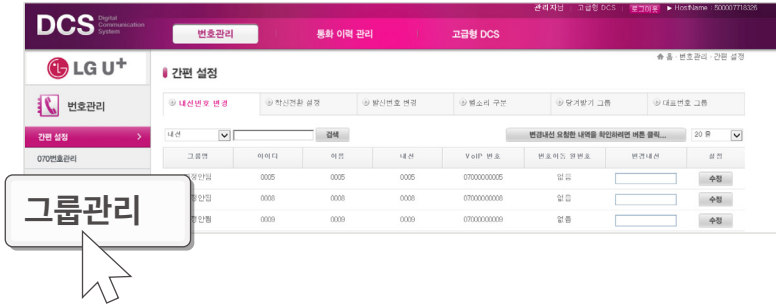 관리자님 | 고급형 DCS | 로그아웃 ▶ HostName : 500007718326
DCS Digital Communication System
번호관리 통화 이력 관리 고급형 DCS
LG U+
홈 · 번호관리 · 간편 설정
간편 설정
번호관리
내선번호 변경 착신전환 설정 발신번호 변경 벨소리 구분 당겨받기 그룹 대표번호 그룹
간편 설정 >
내선 검색 변경내선 요청한 내역을 확인하려면 버튼 클릭... 20 줄
070번호관리
그룹명 아이디 이름 내선 VoIP 번호 번호이동 원번호 변경내선 설정
정안됨 0005 0005 0005 07000000005 없음 수정
그룹관리
정안됨 0008 0008 0008 07000000008 없음 수정
정안됨 0009 0009 0009 07000000009 없음 수정